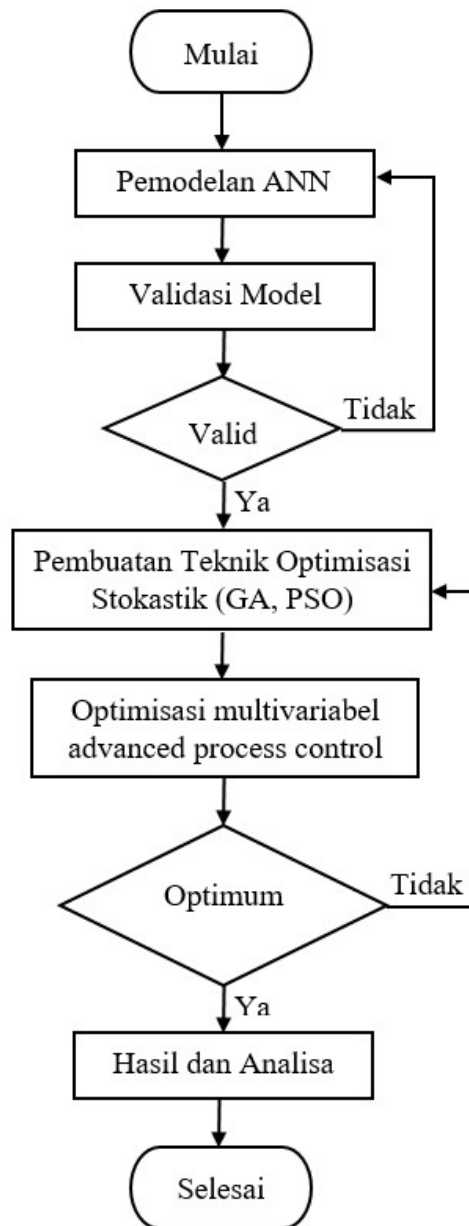 Mulai
Pemodelan ANN
Validasi Model
Valid
Tidak
Ya
Pembuatan Teknik Optimisasi
Stokastik (GA, PSO)
Optimisasi multivariabel
advanced process control
Optimum
Tidak
Ya
Hasil dan Analisa
Selesai